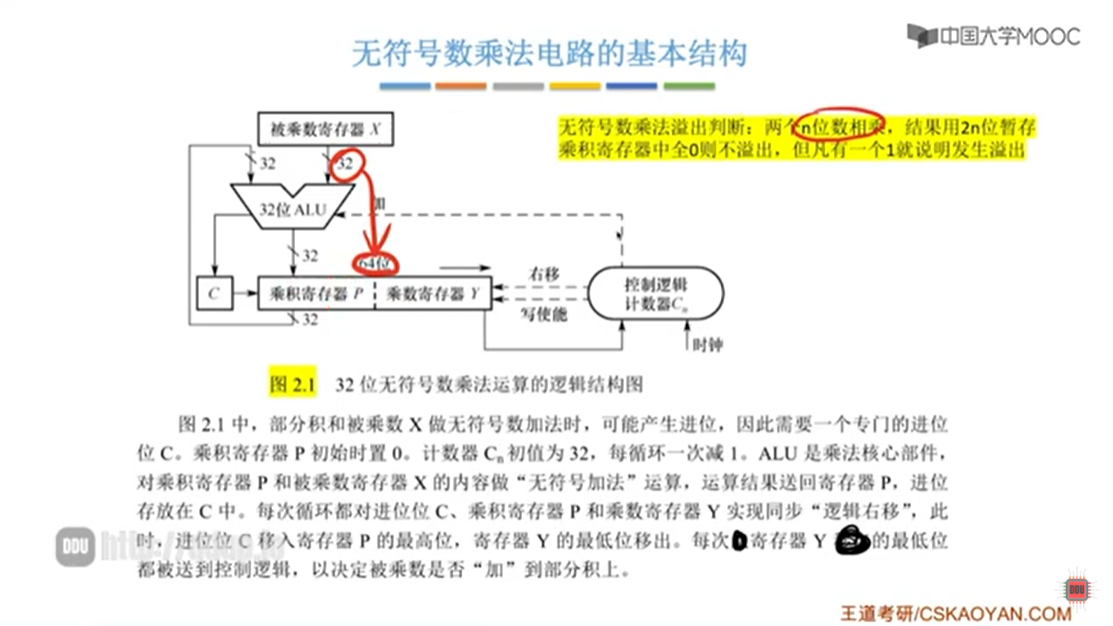 中国大学MOOC
无符号数乘法电路的基本结构
无符号数乘法溢出判断：两个n位数相乘，结果用2n位暂存
乘积寄存器中全0则不溢出，但凡有一个1就说明发生溢出
被乘数寄存器 X
32
32
加
32位 ALU
32
64位
C
乘积寄存器 P
乘数寄存器 Y
右移
写使能
控制逻辑
计数器Cn
32
时钟
图 2.1 32 位无符号数乘法运算的逻辑结构图
图 2.1 中，部分积和被乘数 X 做无符号数加法时，可能产生进位，因此需要一个专门的进位
位 C。乘积寄存器 P 初始时置 0。计数器 Cn 初值为 32，每循环一次减 1。ALU 是乘法核心部件，
对乘积寄存器 P 和被乘数寄存器 X 的内容做“无符号加法”运算，运算结果送回寄存器 P，进位
存放在 C 中。每次循环都对进位位 C、乘积寄存器 P 和乘数寄存器 Y 实现同步“逻辑右移”，此
时，进位位 C 移入寄存器 P 的最高位，寄存器 Y 的最低位移出。每次 寄存器 Y 的最低位
都被送到控制逻辑，以决定被乘数是否“加”到部分积上。
DDU
DDU
王道考研/CSKAOYAN.COM